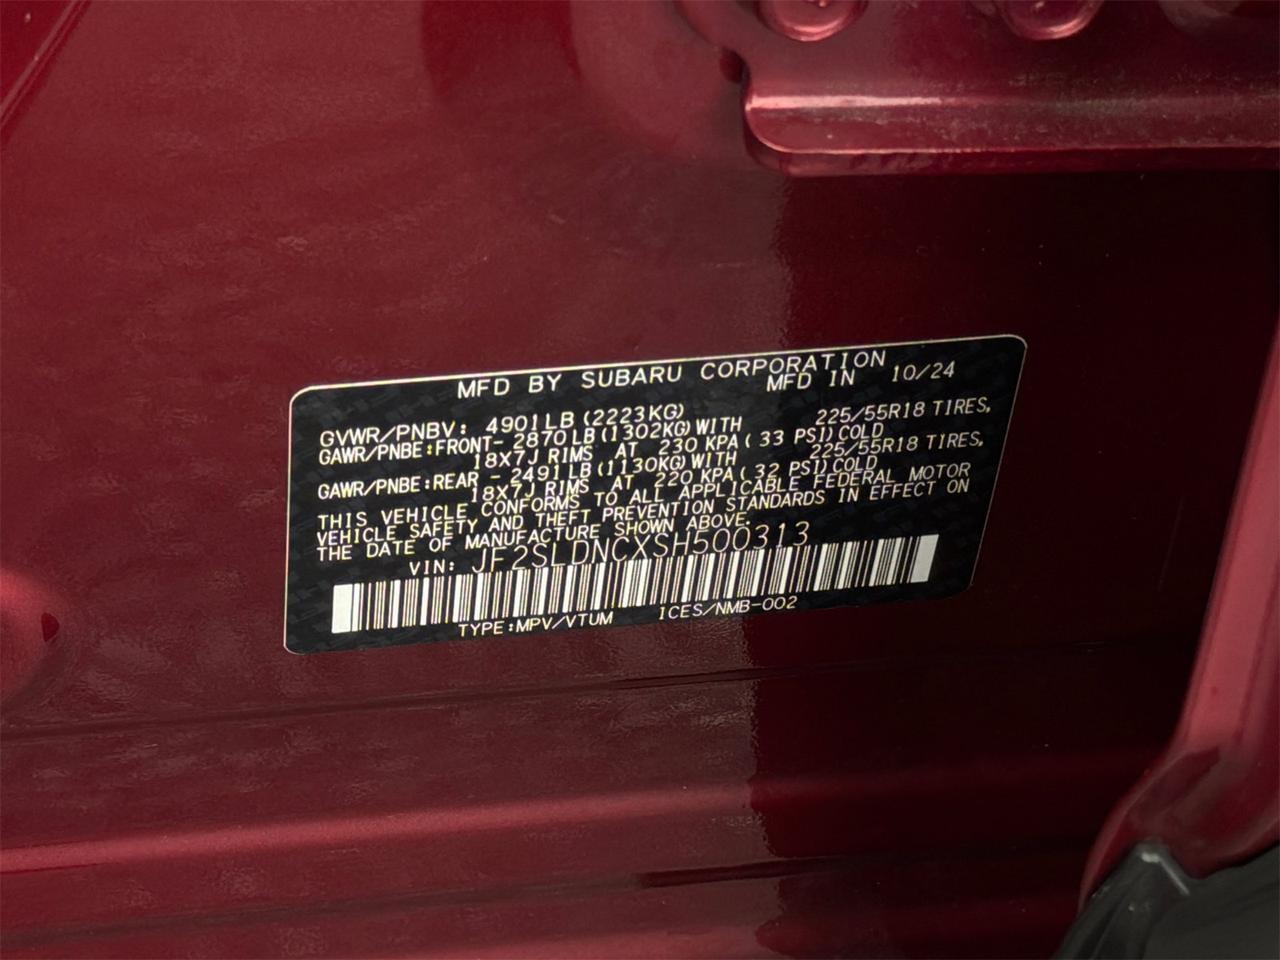 MFD BY SUBARU CORPORATION
MFD IN 10/24
GVWR/PNBV: 4901LB (2223KG)
GAWR/PNBE:FRONT- 2870LB(1302KG)WITH 225/55R18 TIRES,
18X7J RIMS AT 230 KPA( 33 PSI)COLD
GAWR/PNBE:REAR - 2491LB(1130KG)WITH 225/55R18 TIRES,
18X7J RIMS AT 220 KPA( 32 PSI)COLD
THIS VEHICLE CONFORMS TO ALL APPLICABLE FEDERAL MOTOR
VEHICLE SAFETY AND THEFT PREVENTION STANDARDS IN EFFECT ON
THE DATE OF MANUFACTURE SHOWN ABOVE.
VIN: JF2SLDNCXSH500313
TYPE:MPV/VTUM ICES/NMB-002